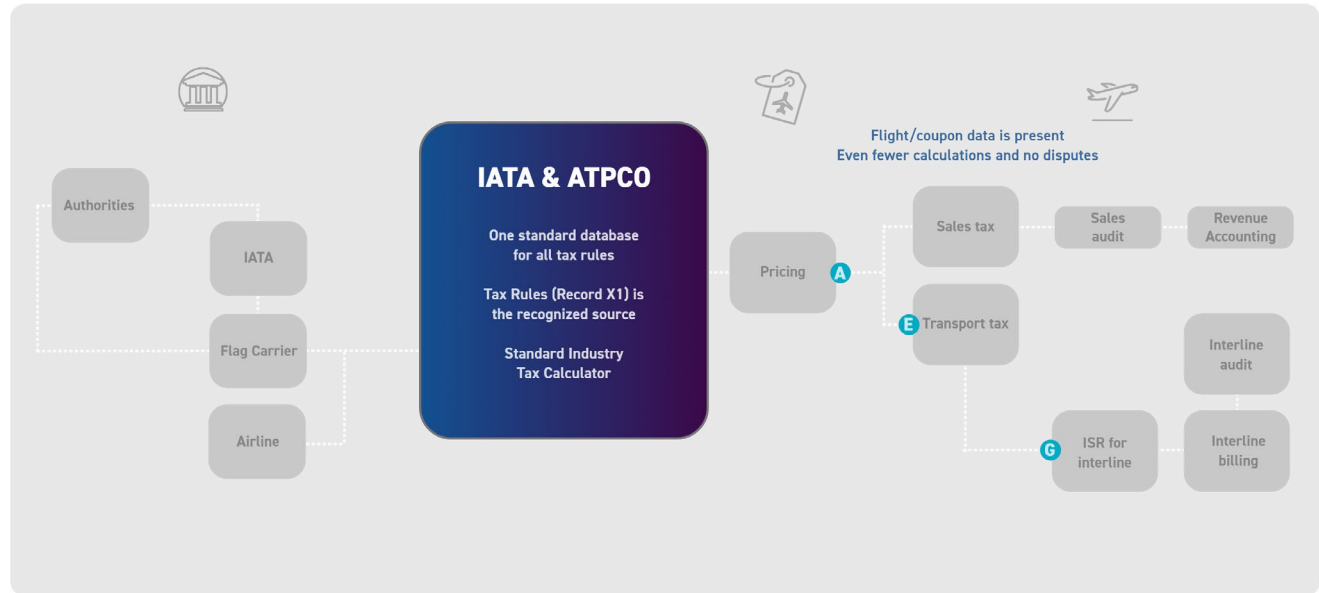 Authorities
IATA
Flag Carrier
Airline
IATA & ATPCO
One standard database
for all tax rules
Tax Rules (Record X1) is
the recognized source
Standard Industry
Tax Calculator
Pricing
A
Flight/coupon data is present
Even fewer calculations and no disputes
Sales tax
Sales
audit
Revenue
Accounting
E
Transport tax
G
ISR for
interline
Interline
audit
Interline
billing